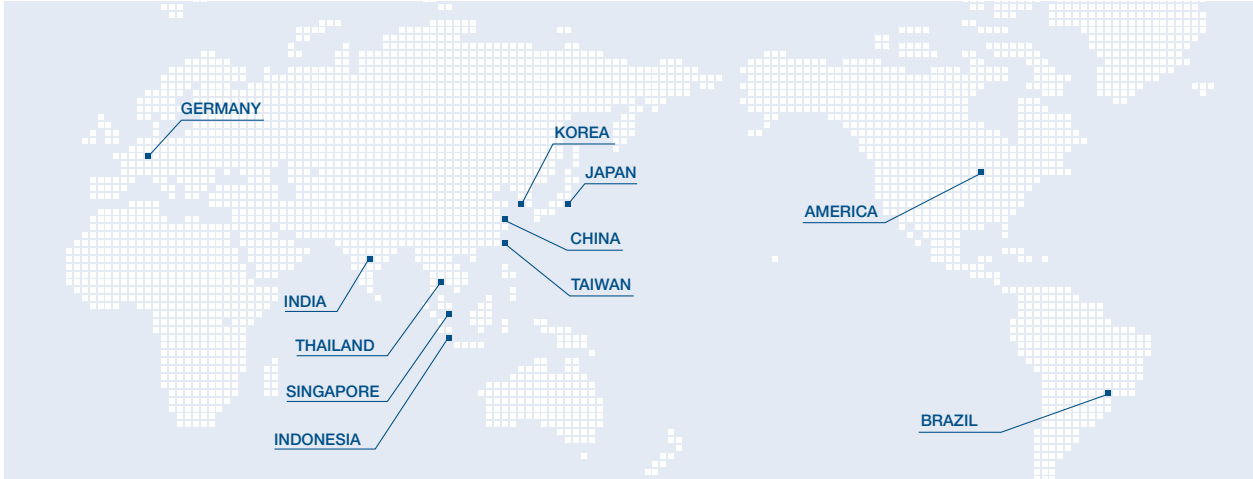 GERMANY
KOREA
JAPAN
AMERICA
CHINA
TAIWAN
INDIA
THAILAND
SINGAPORE
BRAZIL
INDONESIA